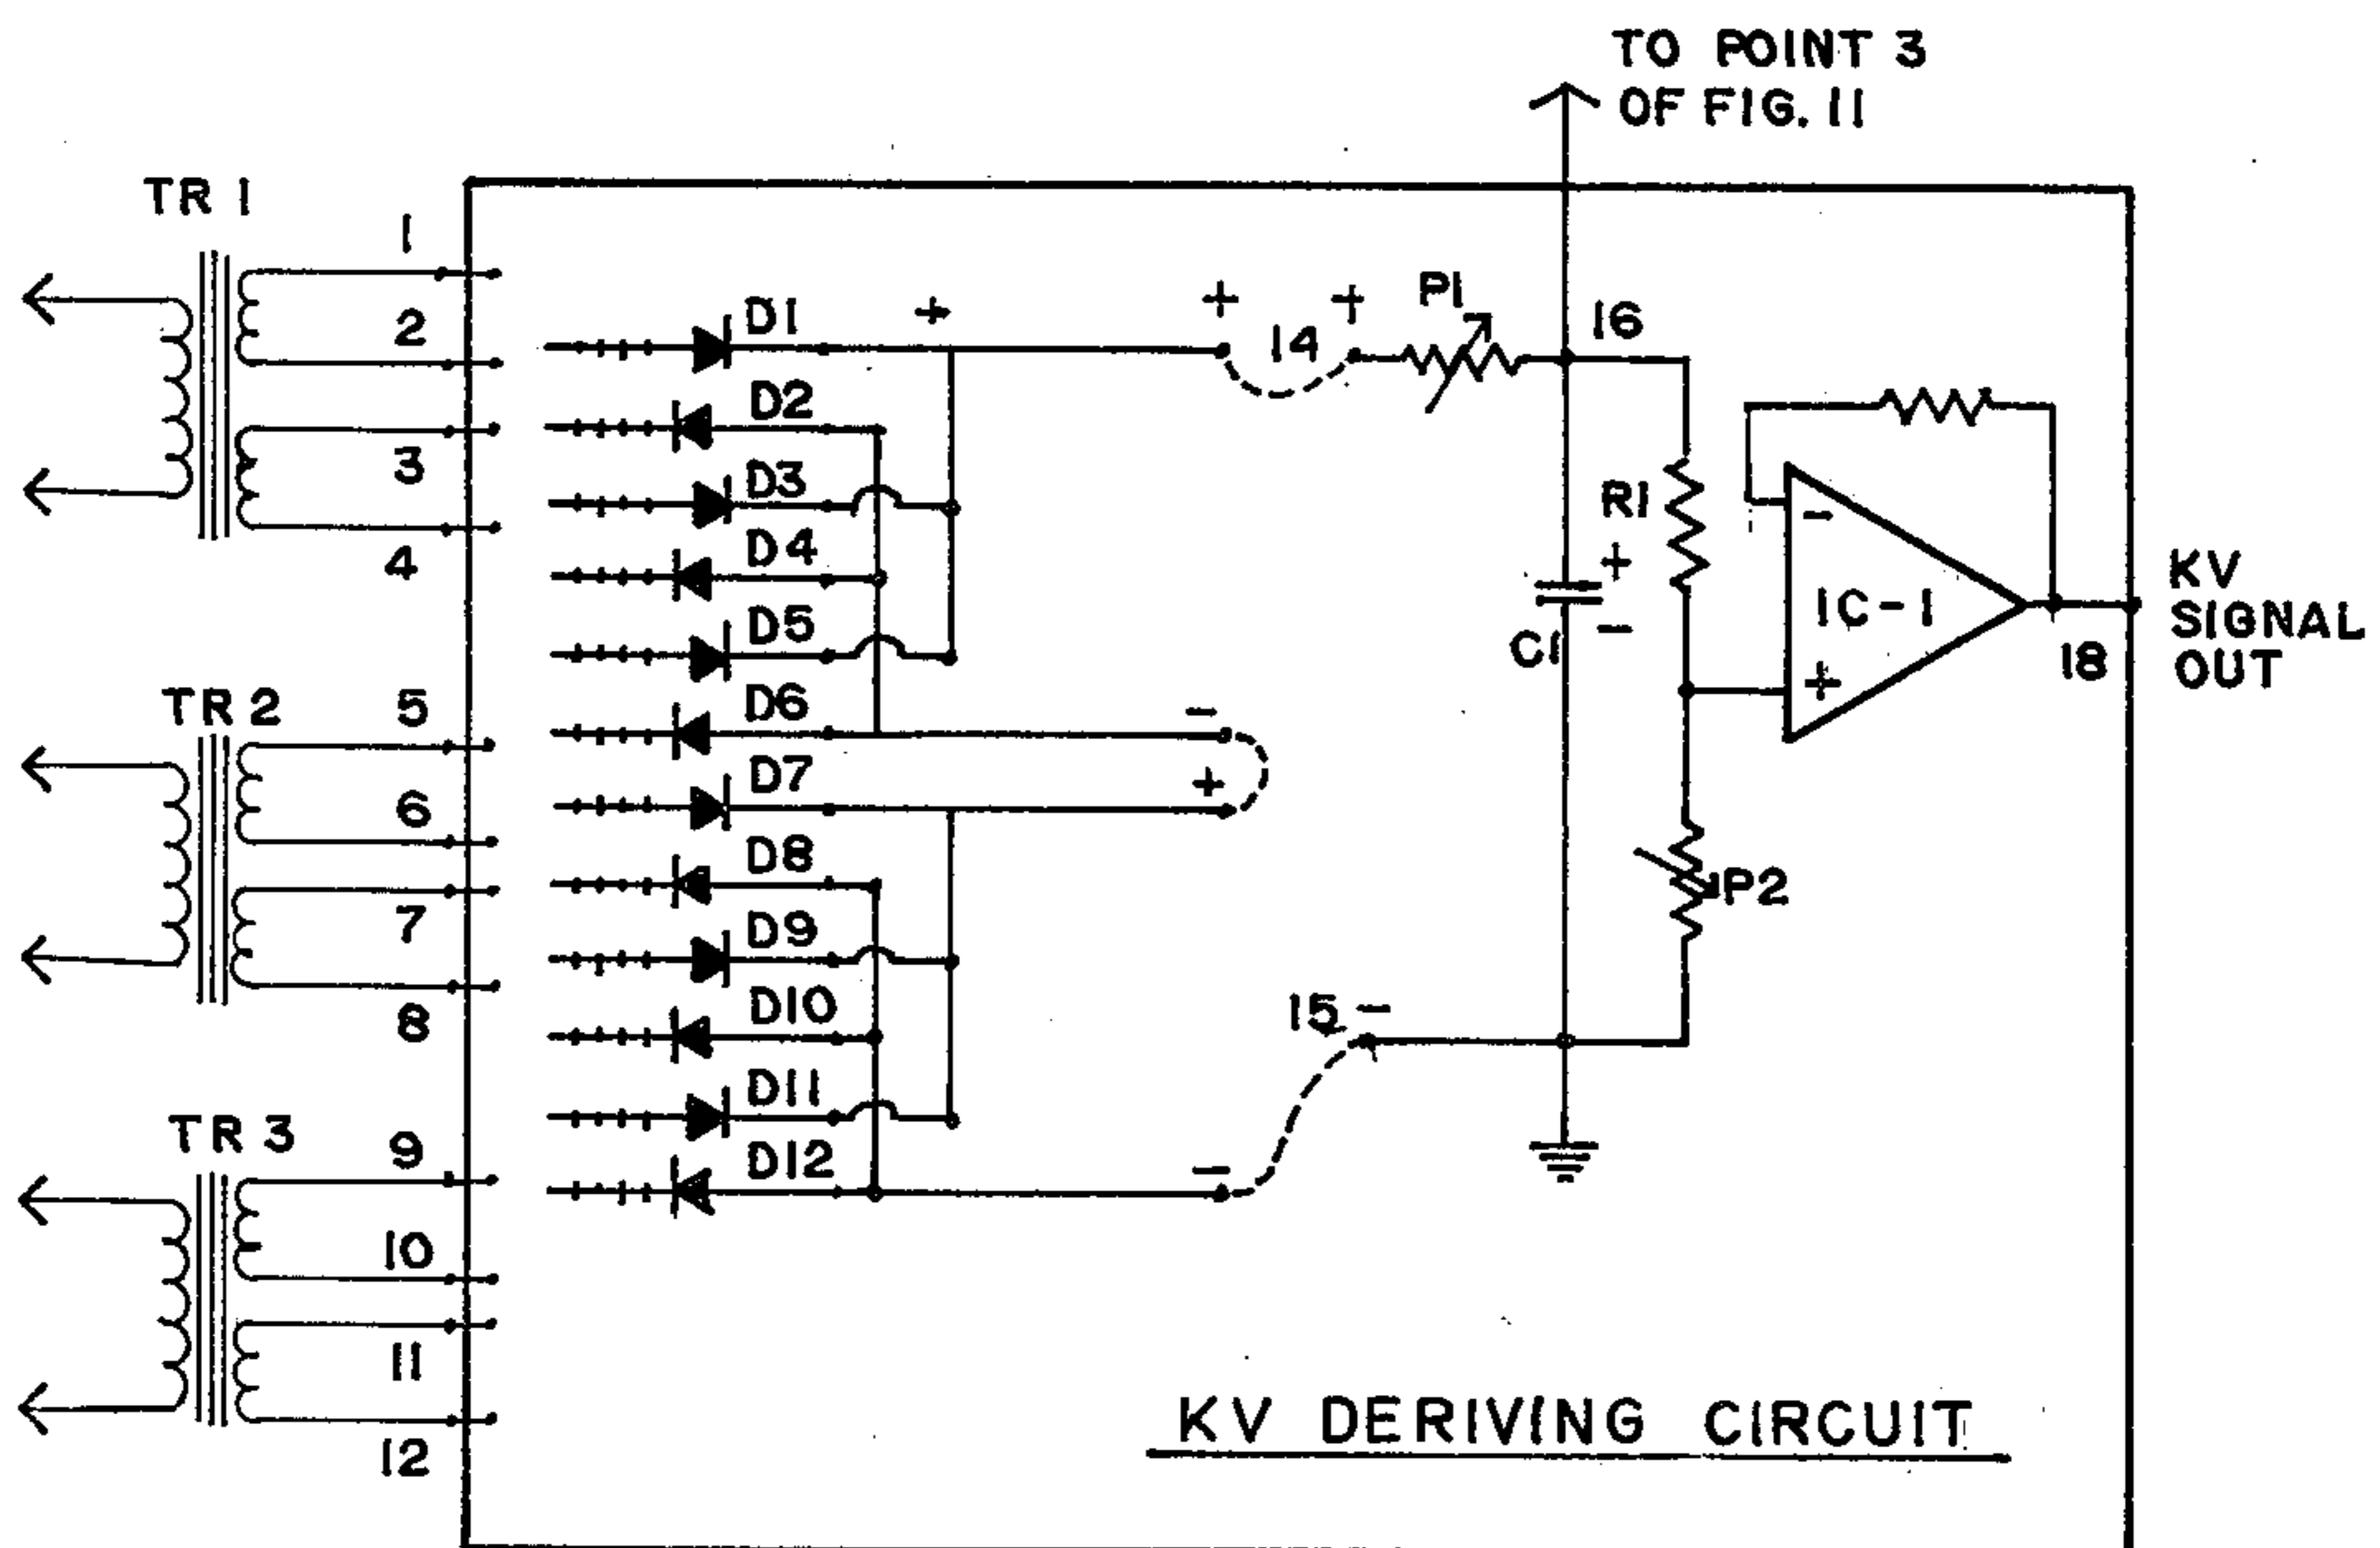 TO POINT 3
OF FIG. 11
TR 1
1
2
3
4
TR 2
5
6
7
8
TR 3
9
10
11
12
D1
+
D2
D3
D4
D5
D6
-
D7
+
D8
D9
D10
D11
D12
-
+
14
+
P1
16
R1
+
C1
-
-
IC-1
+
18
KV
SIGNAL
OUT
P2
15 -
KV DERIVING CIRCUIT